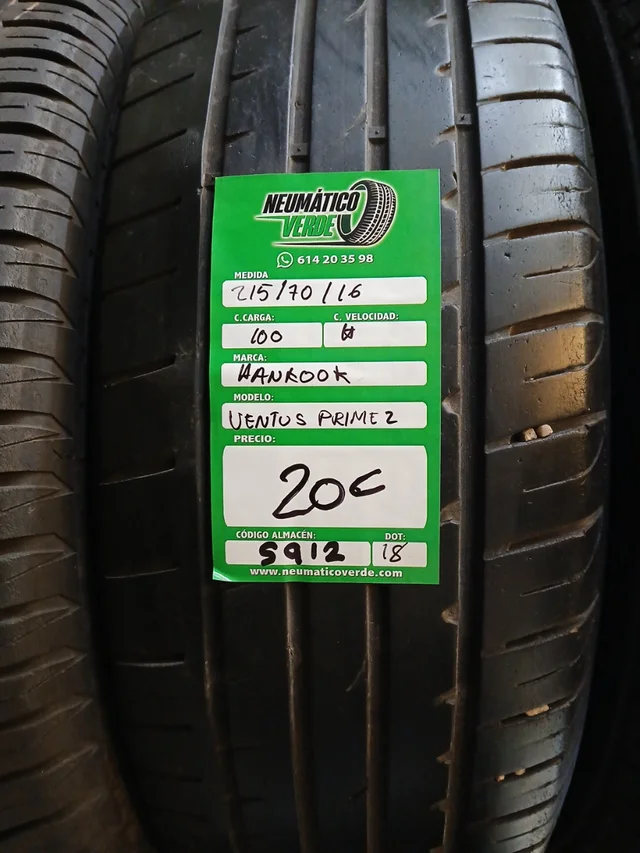 NEUMÁTICO
VERDE
614 20 35 98
MEDIDA
215/70/16
C.CARGA: C. VELOCIDAD:
100 H
MARCA:
HANKOOK
MODELO:
VENTUS PRIME 2
PRECIO:
20€
CÓDIGO ALMACÉN: DOT:
5912 18
www.neumaticoverde.com